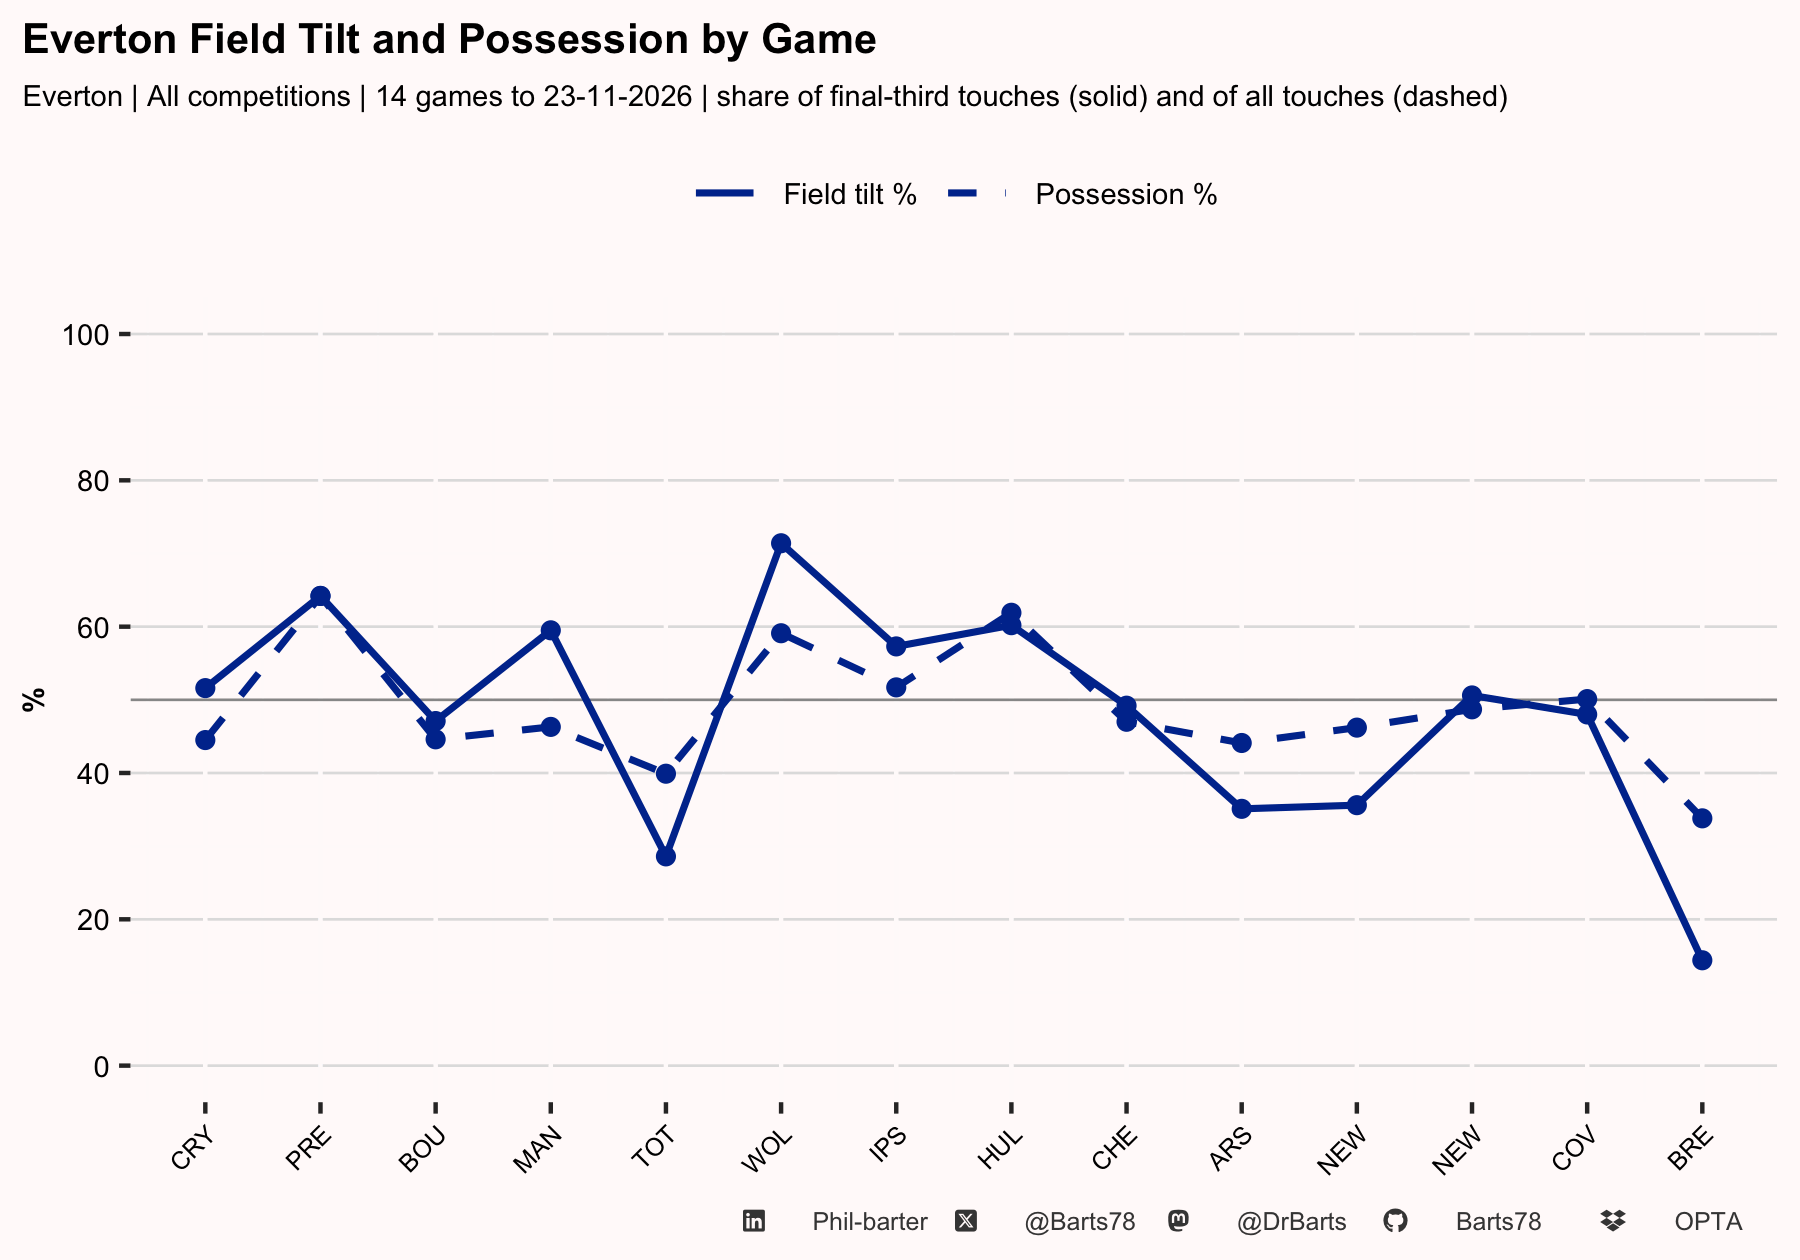 Everton Field Tilt and Possession by Game
Everton | All competitions | 14 games to 23-11-2026 | share of final-third touches (solid) and of all touches (dashed)
Field tilt % Possession %
100
80
60
40
20
0
%
CRY PRE BOU MAN TOT WOL IPS HUL CHE ARS NEW NEW COV BRE
Phil-barter @Barts78 @DrBarts Barts78 OPTA